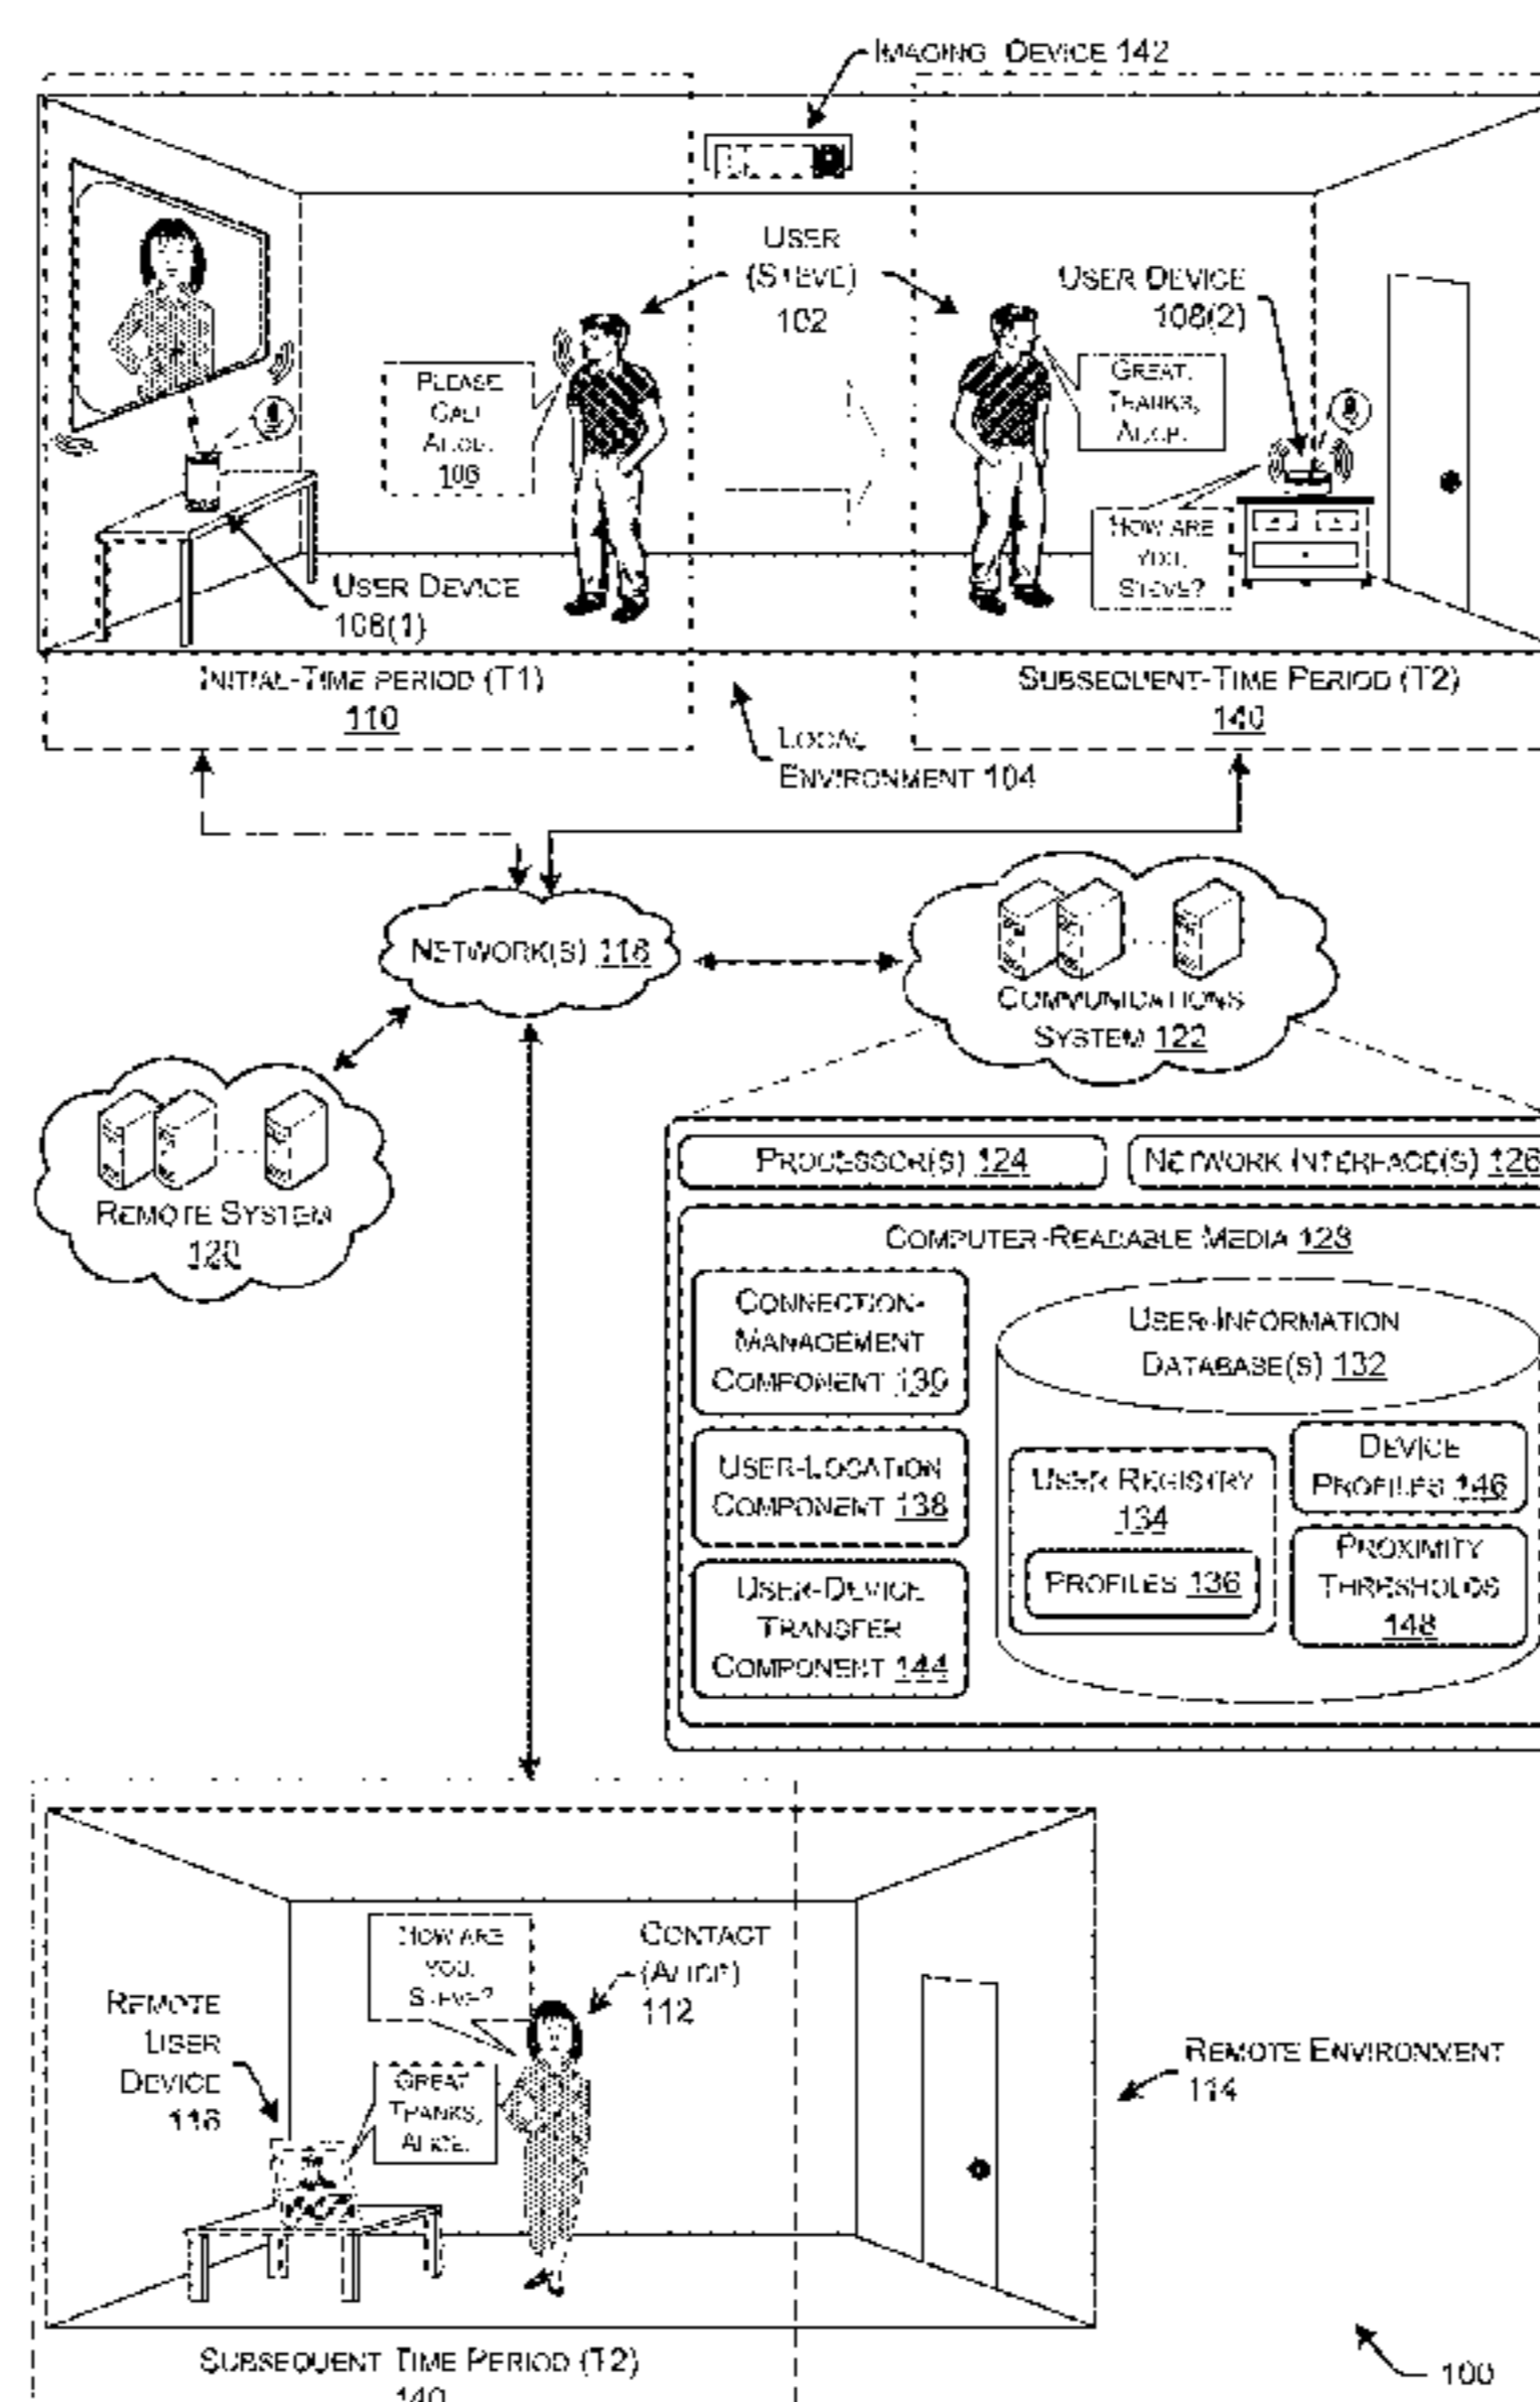 IMAGING DEVICE 142
USER
(STEVE)
102
USER DEVICE
108(2)
PLEASE
CALL
ALICE.
106
GREAT.
THANKS,
ALICE.
HOW ARE
YOU,
STEVE?
USER DEVICE
108(1)
INITIAL-TIME PERIOD (T1)
110
SUBSEQUENT-TIME PERIOD (T2)
140
LOCAL
ENVIRONMENT 104
NETWORK(S) 118
COMMUNICATIONS
SYSTEM 122
REMOTE SYSTEM
120
PROCESSOR(S) 124
NETWORK INTERFACE(S) 126
COMPUTER-READABLE MEDIA 128
CONNECTION-
MANAGEMENT
COMPONENT 130
USER-INFORMATION
DATABASE(S) 132
USER-LOCATION
COMPONENT 138
USER REGISTRY
134
PROFILES 136
DEVICE
PROFILES 146
PROXIMITY
THRESHOLDS
148
USER-DEVICE
TRANSFER
COMPONENT 144
HOW ARE
YOU,
STEVE?
CONTACT
(ALICE)
112
REMOTE
USER
DEVICE
116
GREAT.
THANKS,
ALICE.
REMOTE ENVIRONMENT
114
SUBSEQUENT TIME PERIOD (T2)
140
100